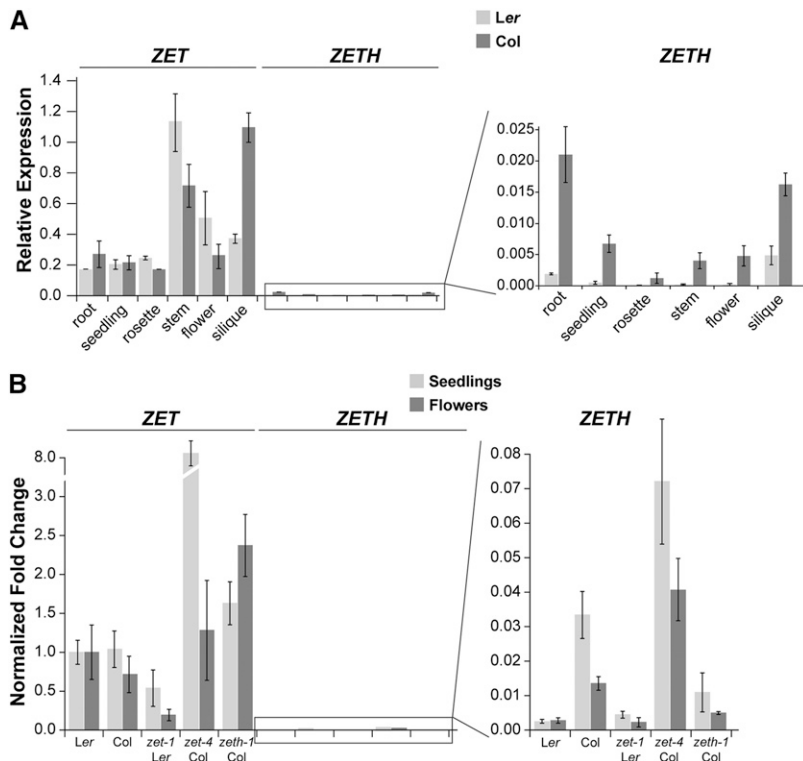 A
Ler
Col
ZET
ZETH
ZETH
Relative Expression
1.4
1.2
1.0
0.8
0.6
0.4
0.2
0.0
root
seedling
rosette
stem
flower
silique
0.025
0.020
0.015
0.010
0.005
0.000
root
seedling
rosette
stem
flower
silique
B
Seedlings
Flowers
ZET
ZETH
ZETH
Normalized Fold Change
8.0
3.0
2.5
2.0
1.5
1.0
0.5
0.0
Ler
Col
zet-1 Ler
zet-4 Col
zeth-1 Col
0.08
0.07
0.06
0.05
0.04
0.03
0.02
0.01
0.00
Ler
Col
zet-1 Ler
zet-4 Col
zeth-1 Col